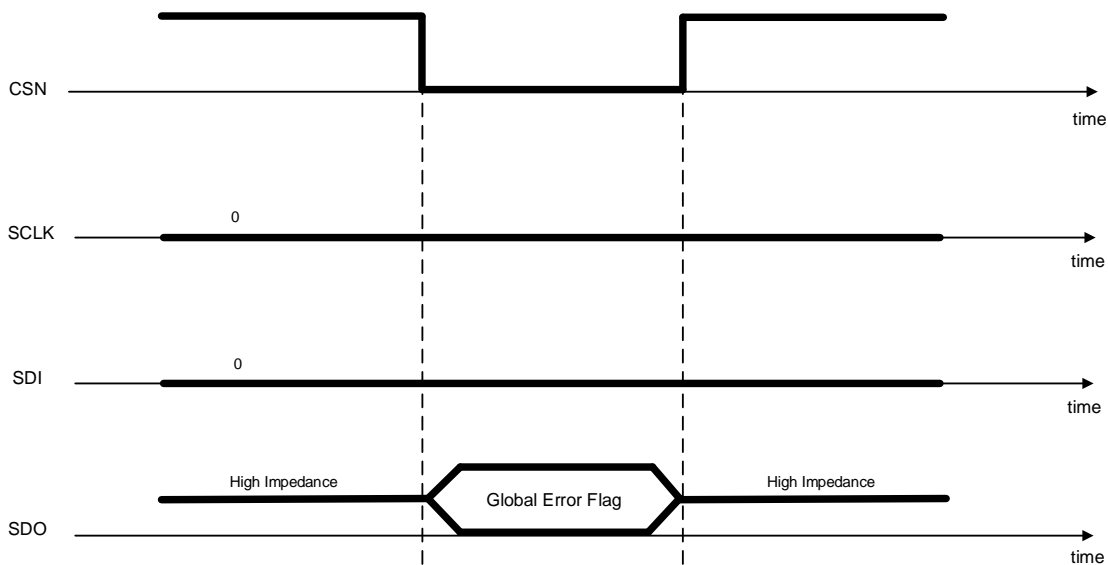 CSN
time
0
SCLK
time
0
SDI
time
High Impedance
Global Error Flag
High Impedance
SDO
time